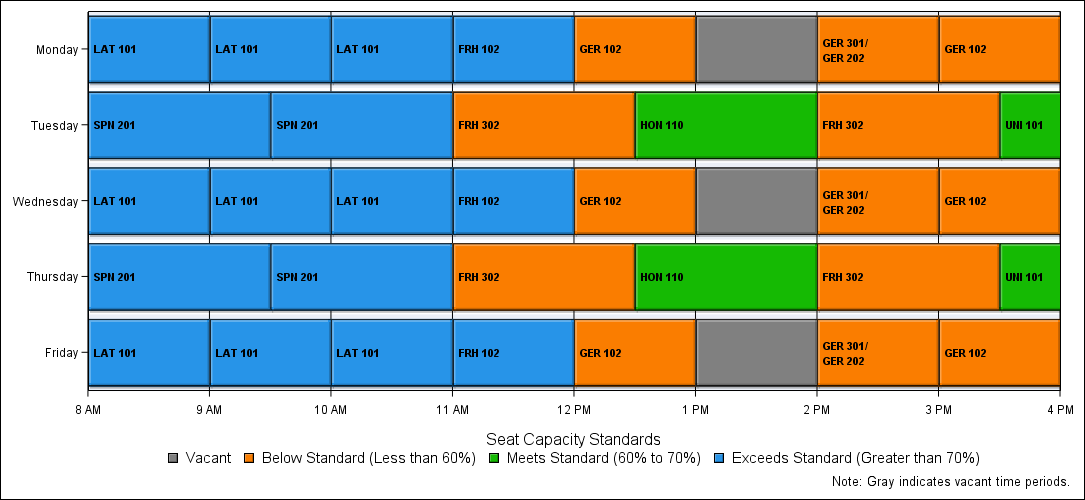 Monday
LAT 101
LAT 101
LAT 101
FRH 102
GER 102
GER 301/
GER 202
GER 102
Tuesday
SPN 201
SPN 201
FRH 302
HON 110
FRH 302
UNI 101
Wednesday
LAT 101
LAT 101
LAT 101
FRH 102
GER 102
GER 301/
GER 202
GER 102
Thursday
SPN 201
SPN 201
FRH 302
HON 110
FRH 302
UNI 101
Friday
LAT 101
LAT 101
LAT 101
FRH 102
GER 102
GER 301/
GER 202
GER 102
8 AM 9 AM 10 AM 11 AM 12 PM 1 PM 2 PM 3 PM 4 PM
Seat Capacity Standards
Vacant Below Standard (Less than 60%) Meets Standard (60% to 70%) Exceeds Standard (Greater than 70%)
Note: Gray indicates vacant time periods.